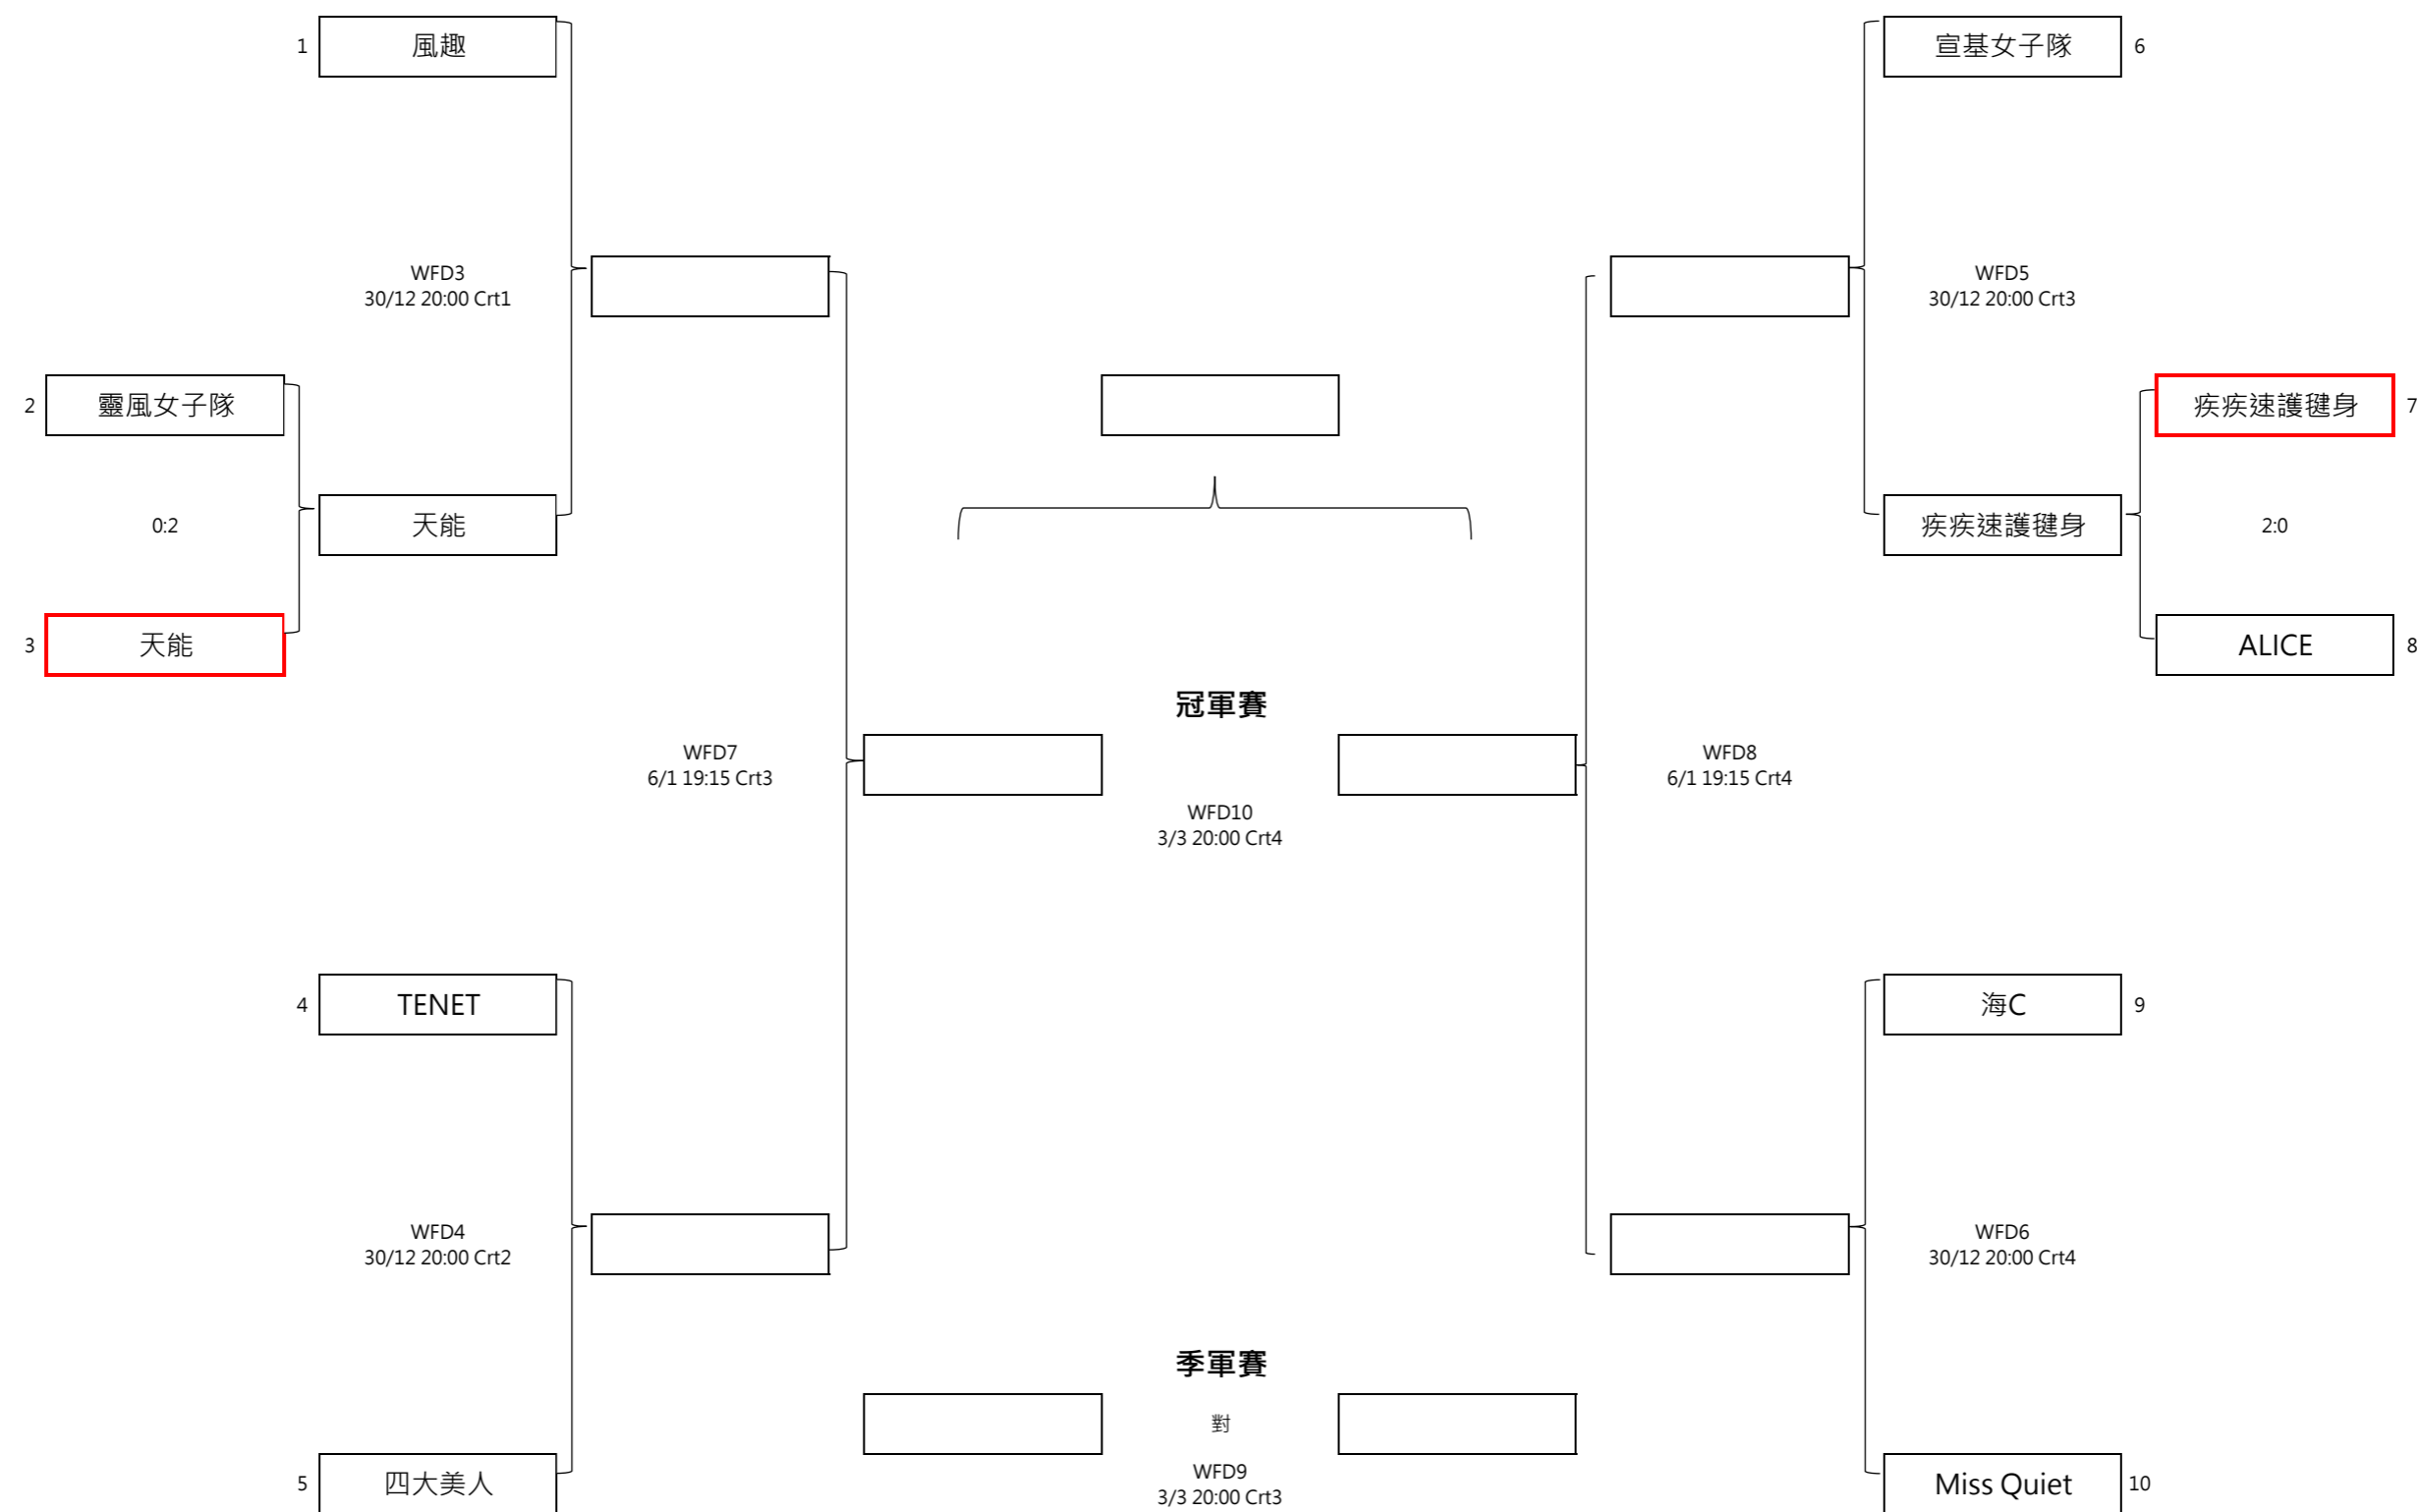 1 風趣
宣基女子隊 6
WFD3
30/12 20:00 Crt1
WFD5
30/12 20:00 Crt3
2 靈風女子隊
疾疾速護毽身 7
0:2
天能
疾疾速護毽身
2:0
3 天能
ALICE 8
冠軍賽
WFD7
6/1 19:15 Crt3
WFD8
6/1 19:15 Crt4
WFD10
3/3 20:00 Crt4
4 TENET
海C 9
WFD4
30/12 20:00 Crt2
WFD6
30/12 20:00 Crt4
季軍賽
對
5 四大美人
WFD9
3/3 20:00 Crt3
Miss Quiet 10